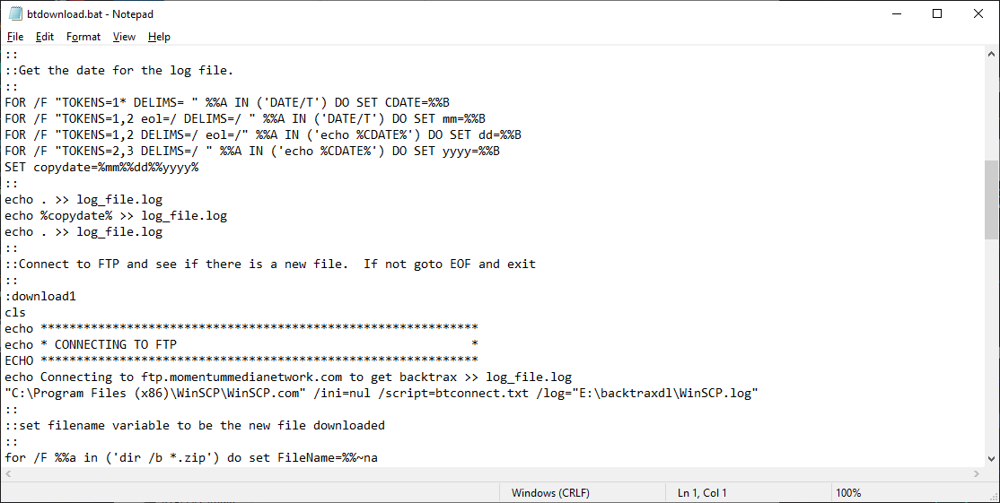 btdownload.bat - Notepad
File Edit Format View Help
::
::Get the date for the log file.
::
FOR /F "TOKENS=1* DELIMS= " %%A IN ('DATE/T') DO SET CDATE=%%B
FOR /F "TOKENS=1,2 eol=/ DELIMS=/ " %%A IN ('DATE/T') DO SET mm=%%B
FOR /F "TOKENS=1,2 DELIMS=/ eol=/" %%A IN ('echo %CDATE%') DO SET dd=%%B
FOR /F "TOKENS=2,3 DELIMS=/ " %%A IN ('echo %CDATE%') DO SET yyyy=%%B
SET copydate=%mm%%dd%%yyyy%
::
echo . >> log_file.log
echo %copydate% >> log_file.log
echo . >> log_file.log
::
::Connect to FTP and see if there is a new file.  If not goto EOF and exit
::
:download1
cls
echo *************************************************************
echo * CONNECTING TO FTP                                         *
ECHO *************************************************************
echo Connecting to ftp.momentummedianetwork.com to get backtrax >> log_file.log
"C:\Program Files (x86)\WinSCP\WinSCP.com" /ini=nul /script=btconnect.txt /log="E:\backtraxdl\WinSCP.log"
::
::set filename variable to be the new file downloaded
::
for /F %%a in ('dir /b *.zip') do set FileName=%%~na
Windows (CRLF) Ln 1, Col 1 100%